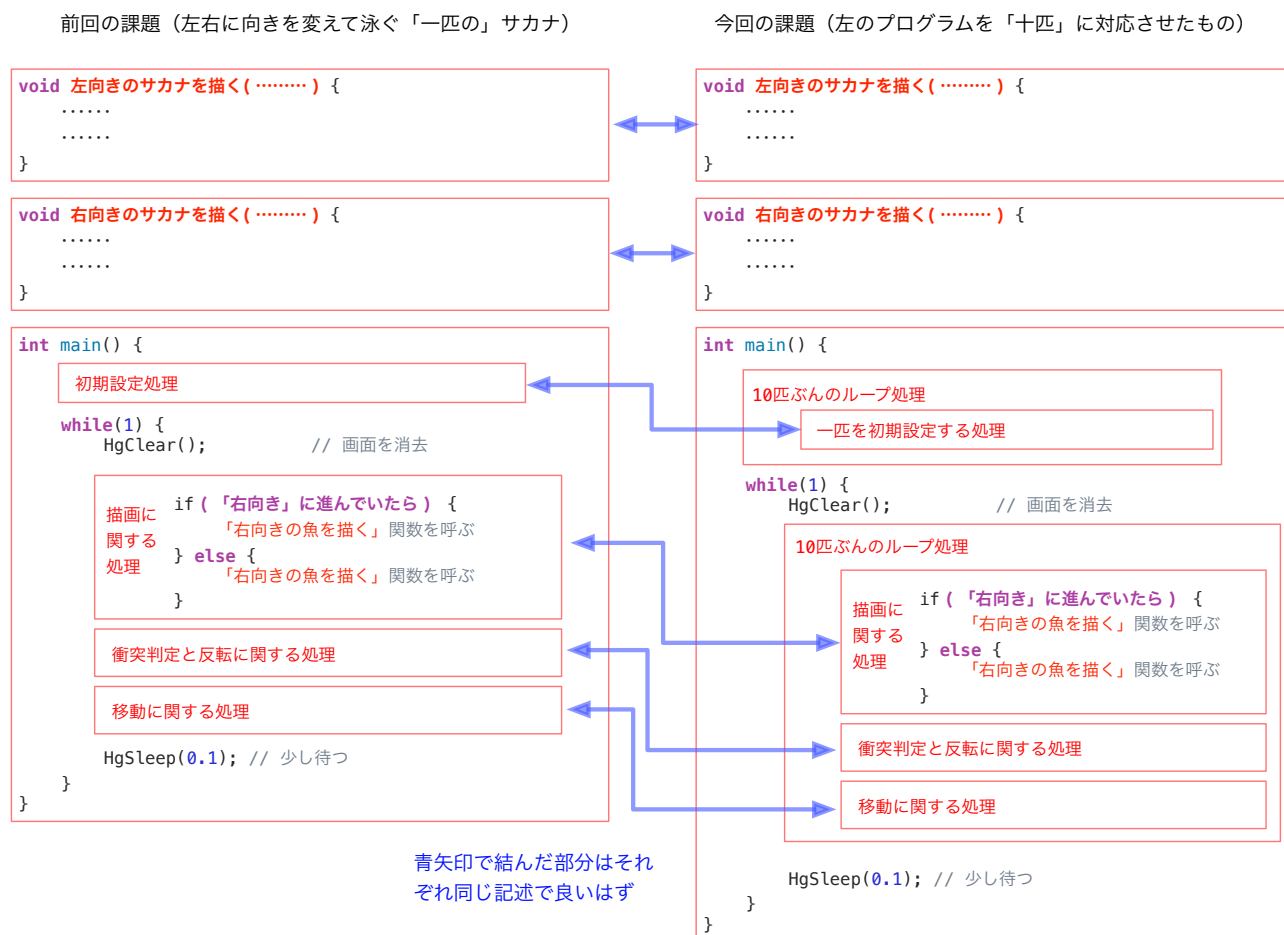 前回の課題（左右に向きを変えて泳ぐ「一匹の」サカナ）
void 左向きのサカナを描く( ……… ) {
......
......
}
void 右向きのサカナを描く( ……… ) {
......
......
}
int main() {
初期設定処理
while(1) {
HgClear(); // 画面を消去
描画に
関する
処理
if ( 「右向き」に進んでいたら ) {
「右向きの魚を描く」関数を呼ぶ
} else {
「右向きの魚を描く」関数を呼ぶ
}
衝突判定と反転に関する処理
移動に関する処理
HgSleep(0.1); // 少し待つ
}
}
今回の課題（左のプログラムを「十匹」に対応させたもの）
void 左向きのサカナを描く( ……… ) {
......
......
}
void 右向きのサカナを描く( ……… ) {
......
......
}
int main() {
10匹ぶんのループ処理
一匹を初期設定する処理
while(1) {
HgClear(); // 画面を消去
10匹ぶんのループ処理
描画に
関する
処理
if ( 「右向き」に進んでいたら ) {
「右向きの魚を描く」関数を呼ぶ
} else {
「右向きの魚を描く」関数を呼ぶ
}
衝突判定と反転に関する処理
移動に関する処理
HgSleep(0.1); // 少し待つ
}
}
青矢印で結んだ部分はそれ
ぞれ同じ記述で良いはず